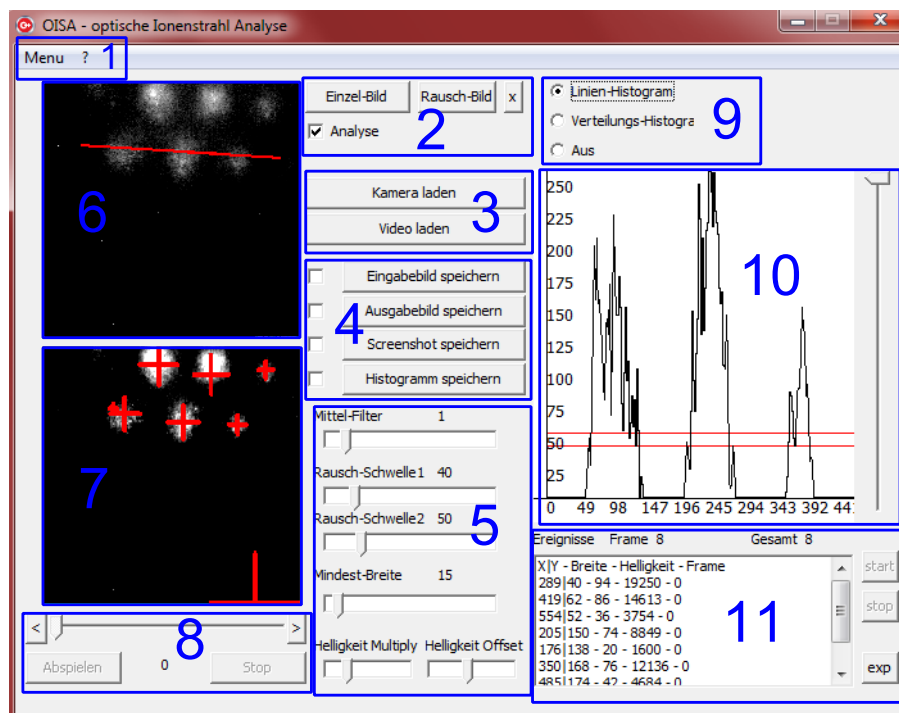 OISA - optische Ionenstrahl Analyse
Menu ?
1
6
7
< >
8
Abspielen 0 Stop
Einzel-Bild Rausch-Bild x
Analyse
2
Kamera laden
3
Video laden
Eingabebild speichern
Ausgabebild speichern
4
Screenshot speichern
Histogramm speichern
Mittel-Filter 1
Rausch-Schwelle1 40
Rausch-Schwelle2 50
5
Mindest-Breite 15
Helligkeit Multiply Helligkeit Offset
Linien-Histogram
Verteilungs-Histogra
9
Aus
250
225
200
10
175
150
125
100
75
50
25
0 49 98 147 196 245 294 343 392 441
Ereignisse Frame 8 Gesamt 8
X|Y - Breite - Helligkeit - Frame
289|40 - 94 - 19250 - 0
419|62 - 86 - 14613 - 0
554|52 - 36 - 3754 - 0
205|150 - 74 - 8849 - 0
176|138 - 20 - 1600 - 0
350|168 - 76 - 12136 - 0
485|174 - 42 - 4684 - 0
11
start
stop
exp